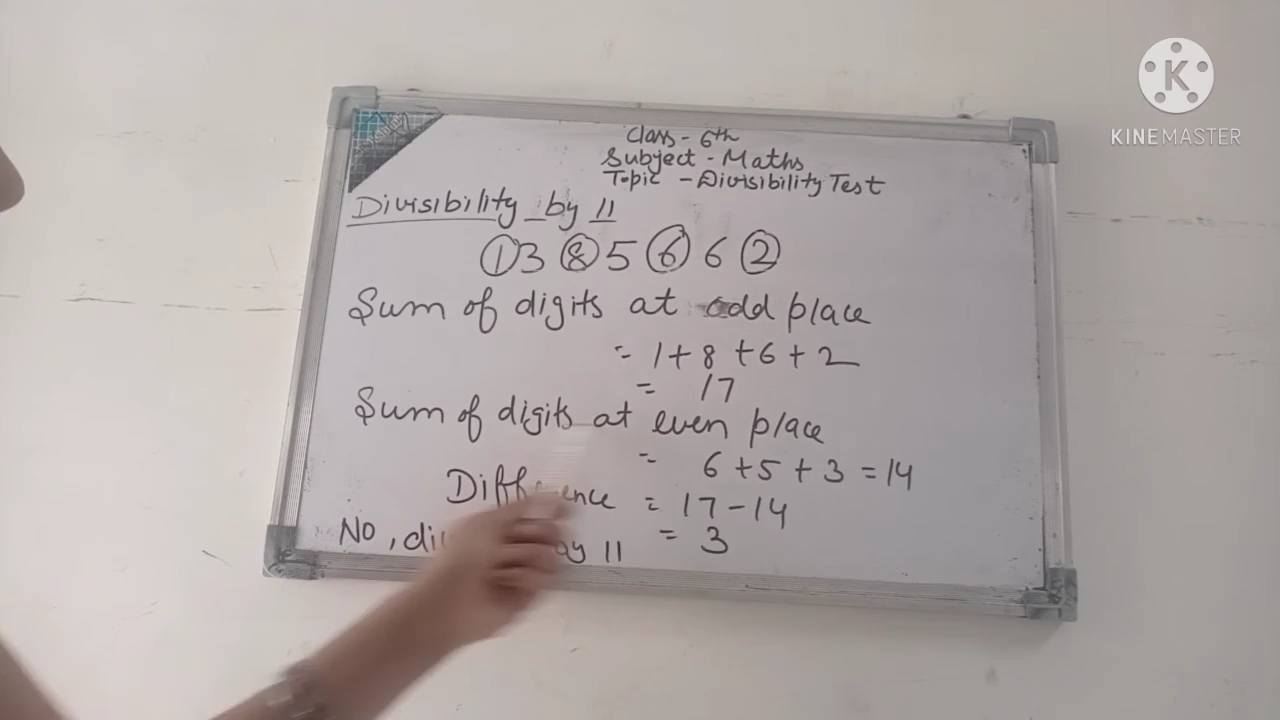 KINEMASTER
Class - 6th
Subject - Maths
Topic - Divisibility Test
Divisibility by 11
1 3 8 5 6 6 2
Sum of digits at odd place
= 1 + 8 + 6 + 2
= 17
Sum of digits at even place
= 6 + 5 + 3 = 14
Difference = 17 - 14
= 3
No, by 11